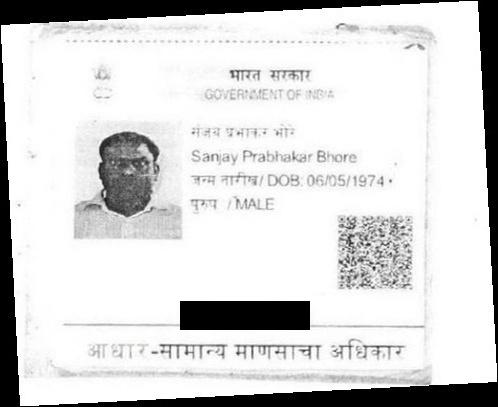 भारत सरकार
GOVERNMENT OF INDIA
संजय प्रभाकर भोरे
Sanjay Prabhakar Bhore
जन्म तारीख/ DOB: 06/05/1974
पुरुष / MALE
आधार-सामान्य माणसाचा अधिकार